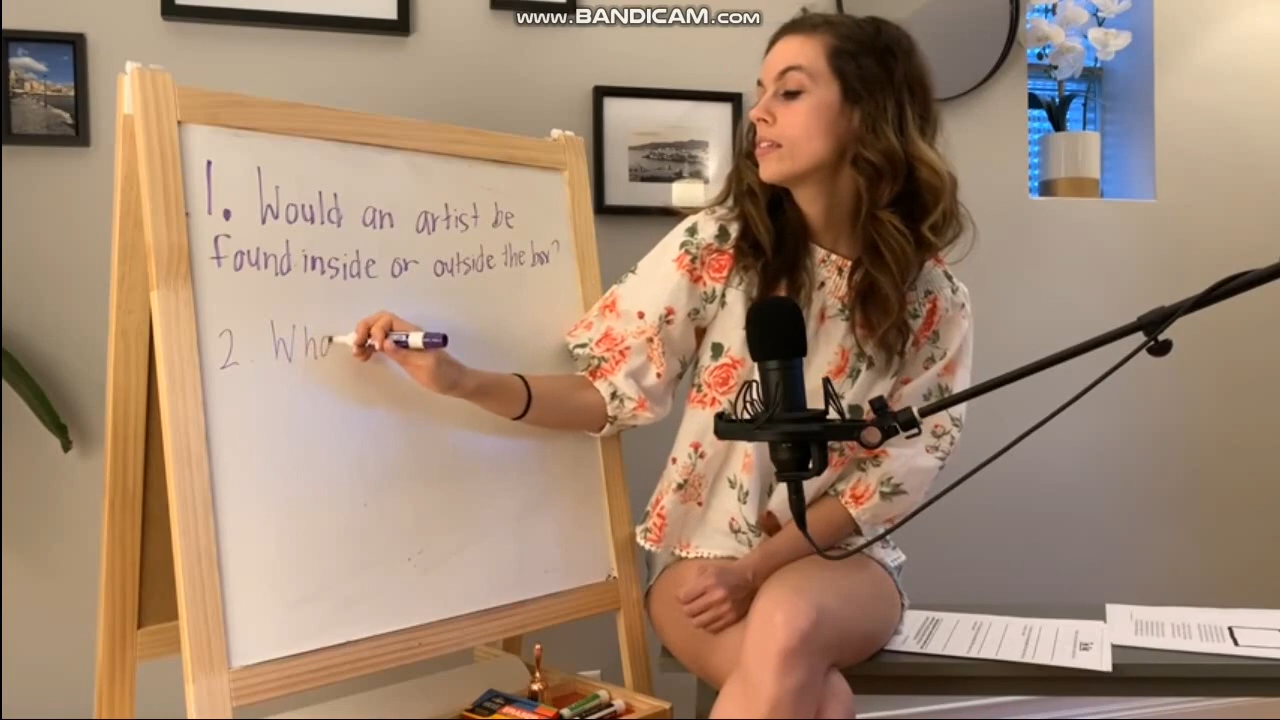 www.BANDICAM.com
1. Would an artist be
found inside or outside the box?
2. Who